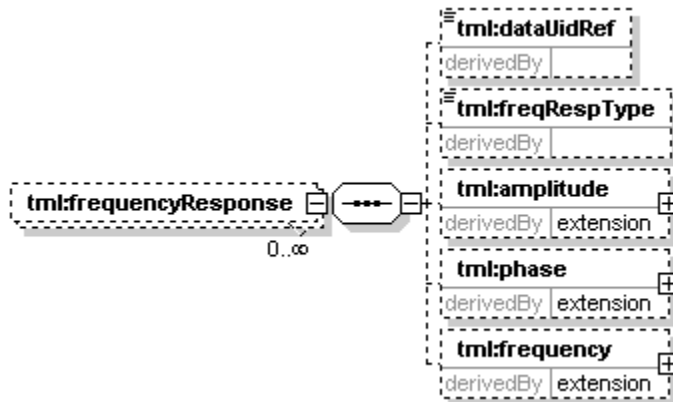 tml:dataUidRef
derivedBy
tml:freqRespType
derivedBy
tml:amplitude
derivedBy extension
tml:frequencyResponse
0..∞
tml:phase
derivedBy extension
tml:frequency
derivedBy extension